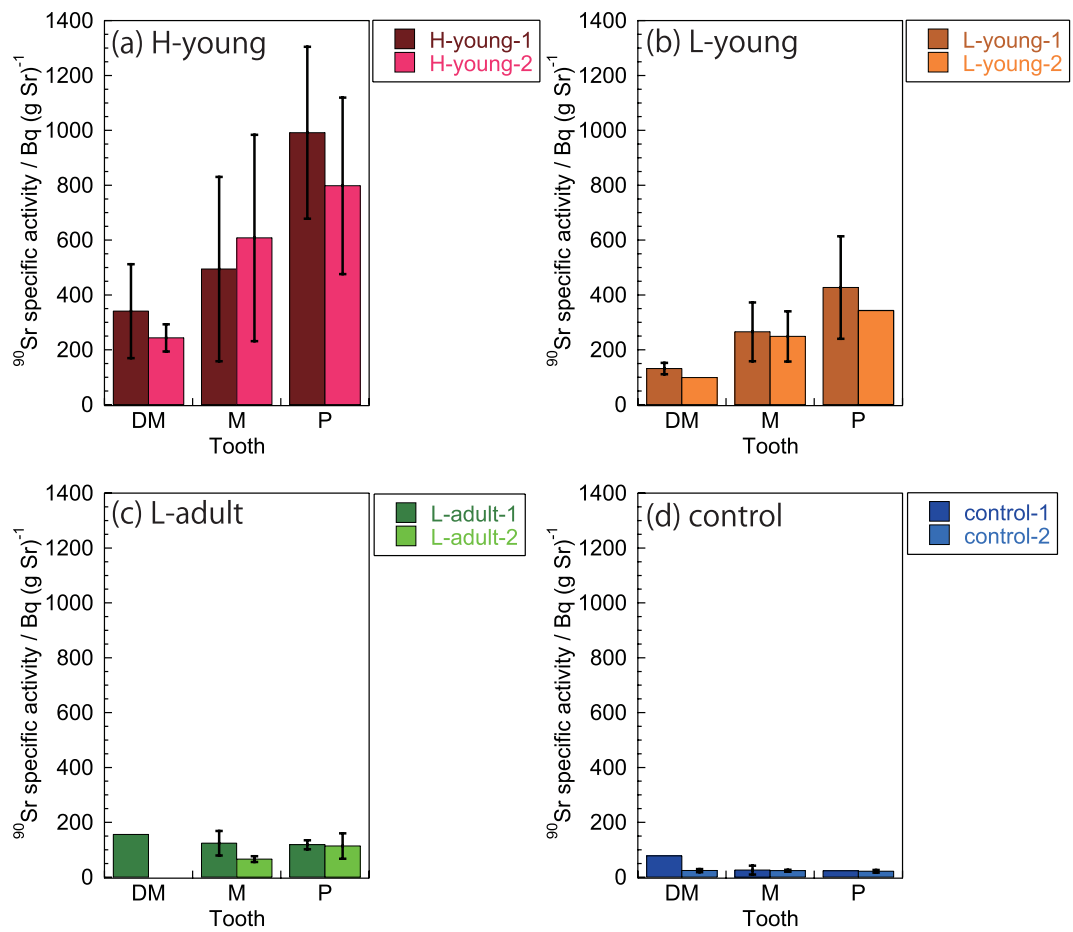 (a) H-young
H-young-1
H-young-2
⁹⁰Sr specific activity / Bq (g Sr)⁻¹
1400
1200
1000
800
600
400
200
0
DM M P
Tooth
(b) L-young
L-young-1
L-young-2
⁹⁰Sr specific activity / Bq (g Sr)⁻¹
1400
1200
1000
800
600
400
200
0
DM M P
Tooth
(c) L-adult
L-adult-1
L-adult-2
⁹⁰Sr specific activity / Bq (g Sr)⁻¹
1400
1200
1000
800
600
400
200
0
DM M P
Tooth
(d) control
control-1
control-2
⁹⁰Sr specific activity / Bq (g Sr)⁻¹
1400
1200
1000
800
600
400
200
0
DM M P
Tooth